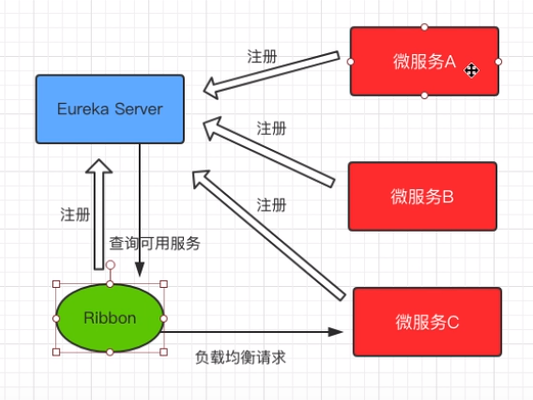 注册
微服务A
Eureka Server
注册
微服务B
注册
注册
查询可用服务
Ribbon
微服务C
负载均衡请求